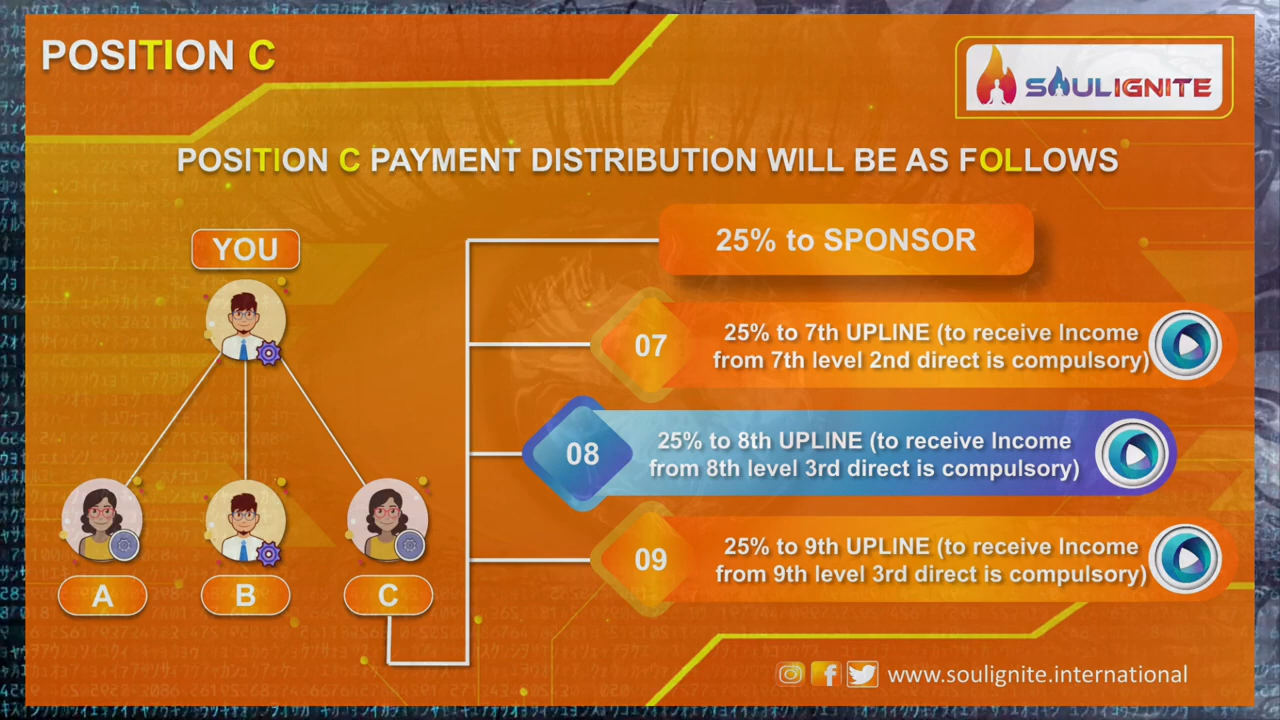 POSITION C
SOULIGNITE
POSITION C PAYMENT DISTRIBUTION WILL BE AS FOLLOWS
YOU
A
B
C
25% to SPONSOR
07
25% to 7th UPLINE (to receive Income
from 7th level 2nd direct is compulsory)
08
25% to 8th UPLINE (to receive Income
from 8th level 3rd direct is compulsory)
09
25% to 9th UPLINE (to receive Income
from 9th level 3rd direct is compulsory)
www.soulignite.international